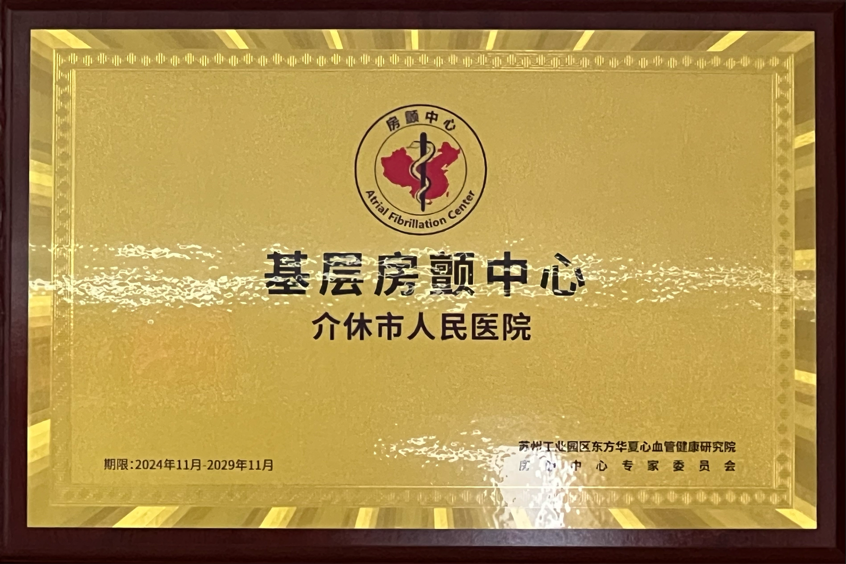 房颤中心
Atrial Fibrillation Center
基层房颤中心
介休市人民医院
苏州工业园区东方华夏心血管健康研究院
期限：2024年11月-2029年11月
中心专家委员会